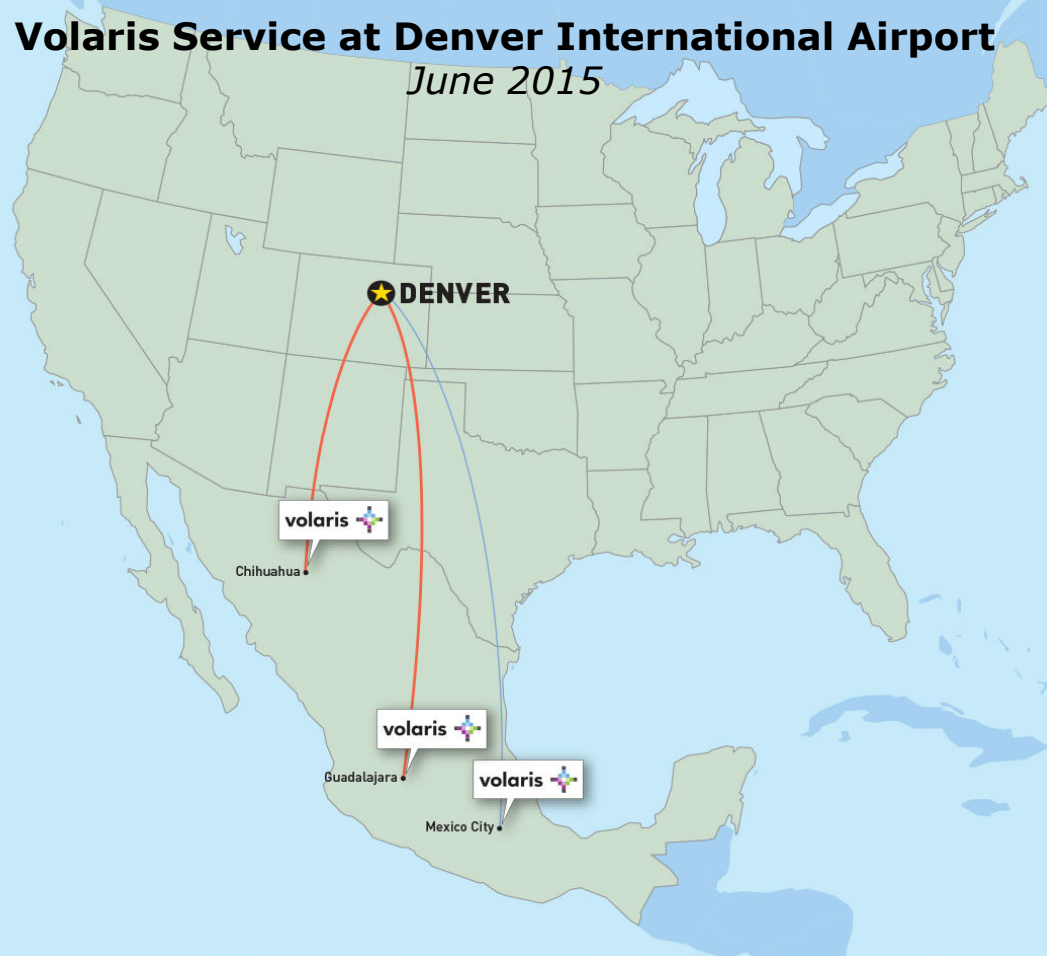 Volaris Service at Denver International Airport
June 2015
DENVER
volaris
Chihuahua
volaris
Guadalajara
volaris
Mexico City